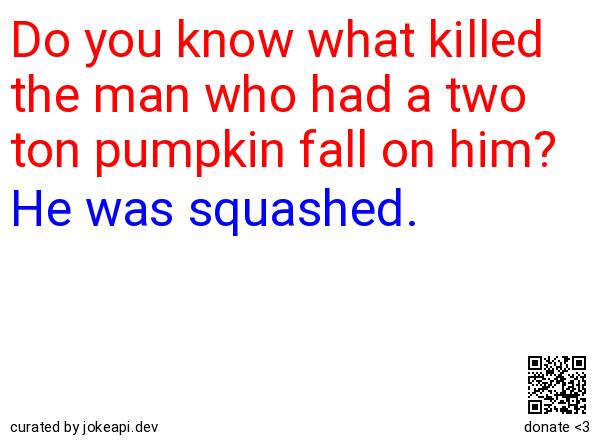 Do you know what killed
the man who had a two
ton pumpkin fall on him?
He was squashed.
curated by jokeapi.dev
donate <3